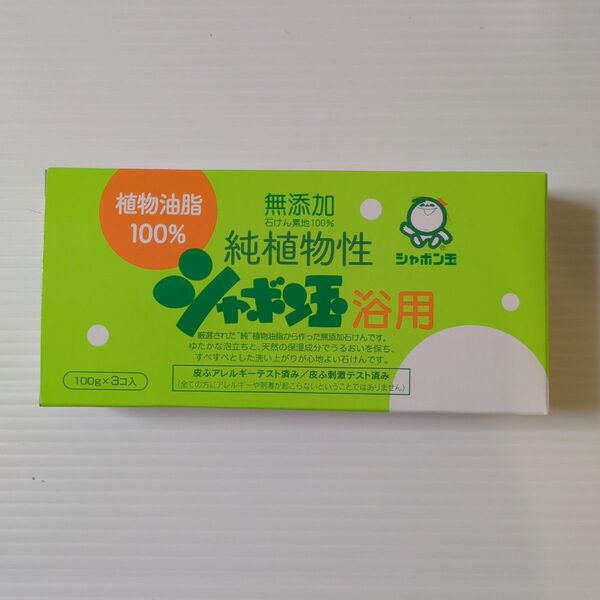 植物油脂
100%
無添加
石けん素地100%
純植物性
シャボン玉 浴用
シャボン玉
厳選された"純"植物油脂から作った無添加石けんです。
ゆたかな泡立ちと、天然の保湿成分でうるおいを保ち、
すべすべとした洗い上がりが心地よい石けんです。
皮ふアレルギーテスト済み/皮ふ刺激テスト済み
(全ての方にアレルギーや刺激が起こらないということではありません)
100g×3コ入